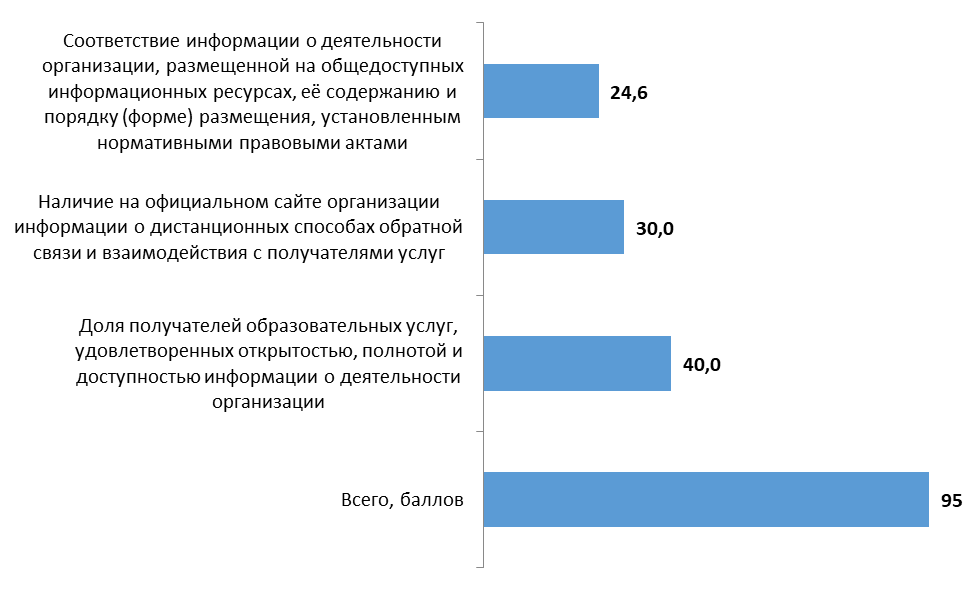 Соответствие информации о деятельности
организации, размещенной на общедоступных
информационных ресурсах, её содержанию и
порядку (форме) размещения, установленным
нормативными правовыми актами
24,6
Наличие на официальном сайте организации
информации о дистанционных способах обратной
связи и взаимодействия с получателями услуг
30,0
Доля получателей образовательных услуг,
удовлетворенных открытостью, полнотой и
доступностью информации о деятельности
организации
40,0
Всего, баллов
95